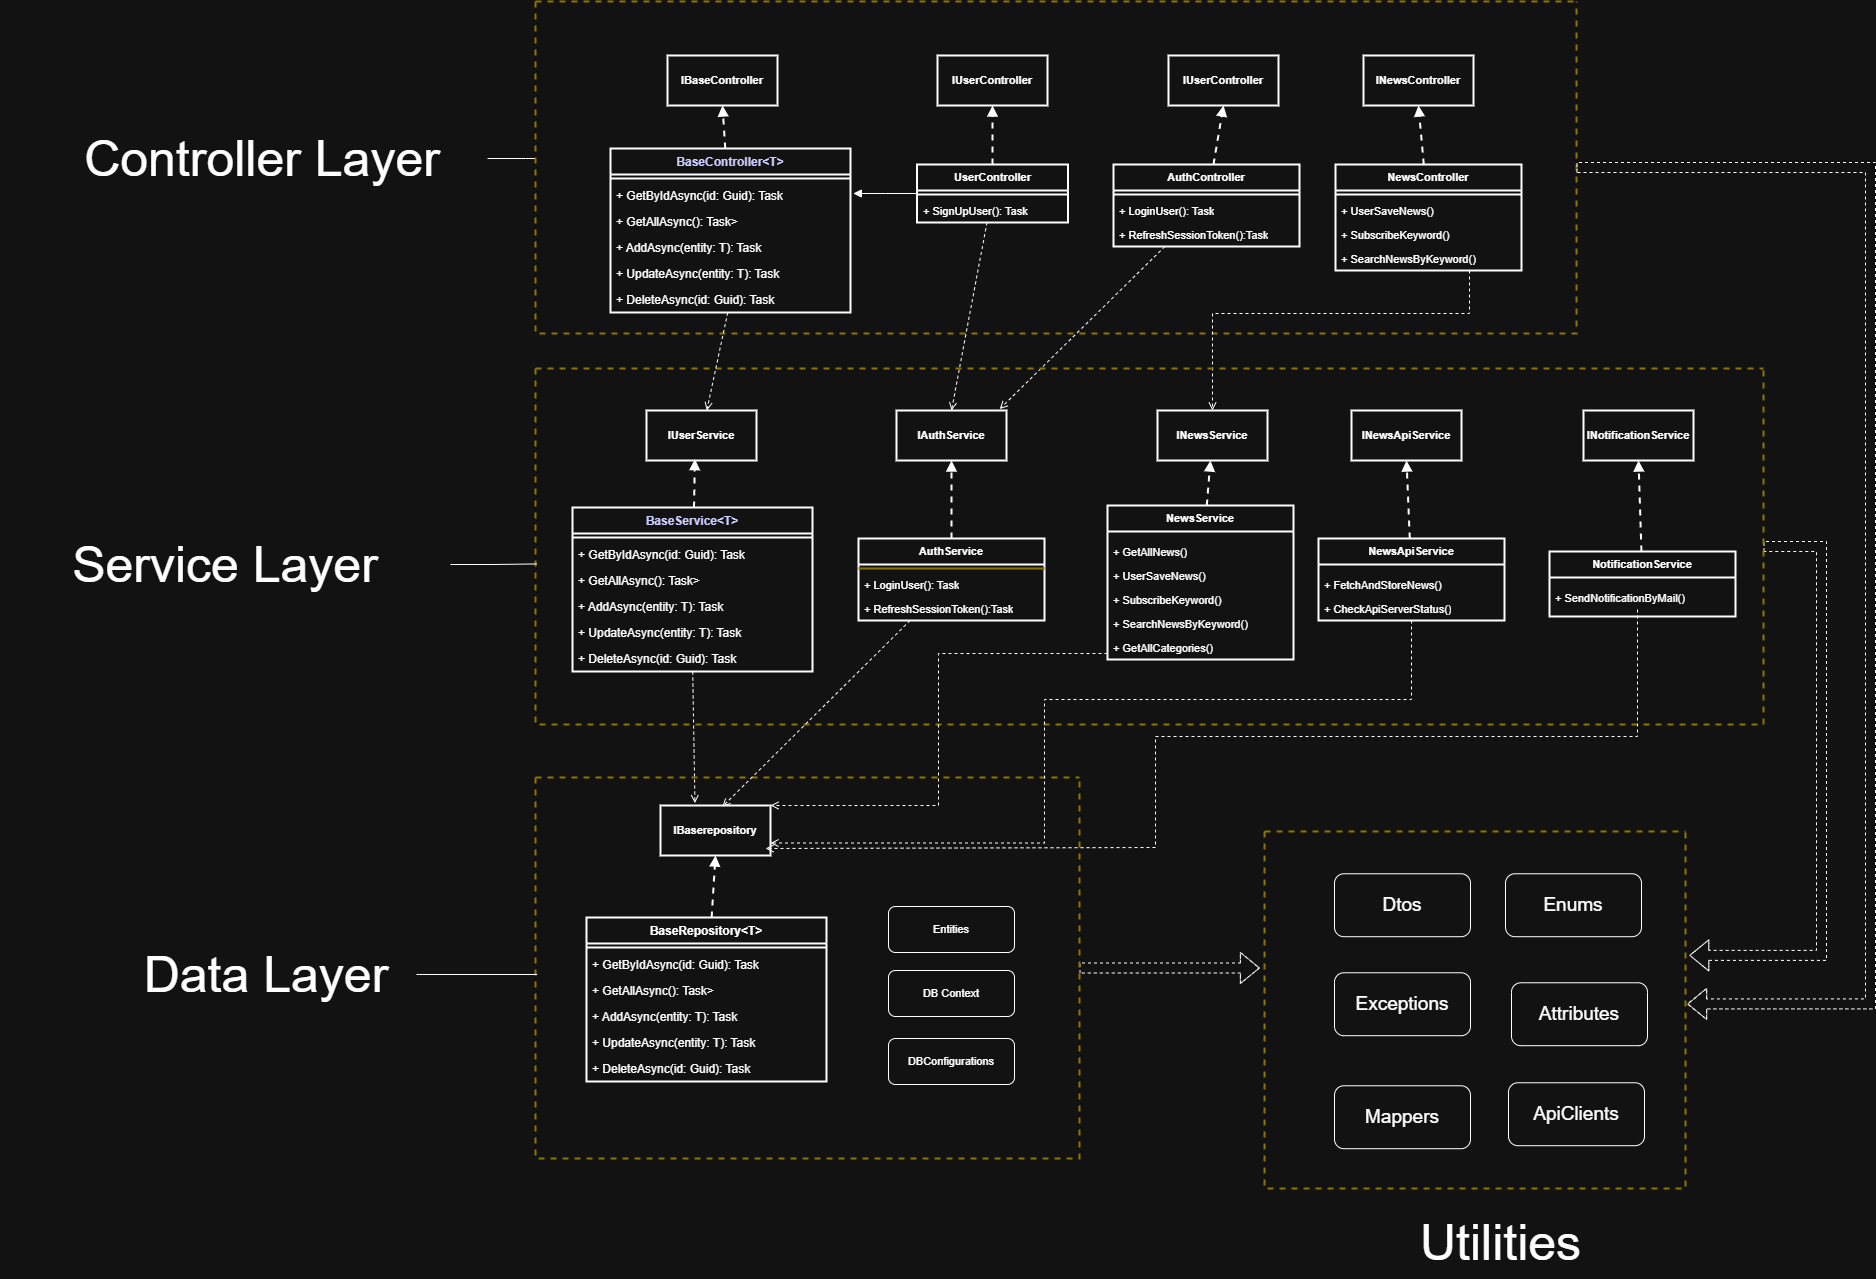 Controller Layer
IBaseController
IUserController
IUserController
INewsController
BaseController<T>
+ GetByIdAsync(id: Guid): Task
+ GetAllAsync(): Task>
+ AddAsync(entity: T): Task
+ UpdateAsync(entity: T): Task
+ DeleteAsync(id: Guid): Task
UserController
+ SignUpUser(): Task
AuthController
+ LoginUser(): Task
+ RefreshSessionToken():Task
NewsController
+ UserSaveNews()
+ SubscribeKeyword()
+ SearchNewsByKeyword()
Service Layer
IUserService
IAuthService
INewsService
INewsApiService
INotificationService
BaseService<T>
+ GetByIdAsync(id: Guid): Task
+ GetAllAsync(): Task>
+ AddAsync(entity: T): Task
+ UpdateAsync(entity: T): Task
+ DeleteAsync(id: Guid): Task
AuthService
+ LoginUser(): Task
+ RefreshSessionToken():Task
NewsService
+ GetAllNews()
+ UserSaveNews()
+ SubscribeKeyword()
+ SearchNewsByKeyword()
+ GetAllCategories()
NewsApiService
+ FetchAndStoreNews()
+ CheckApiServerStatus()
NotificationService
+ SendNotificationByMail()
Data Layer
IBaserepository
BaseRepository<T>
+ GetByIdAsync(id: Guid): Task
+ GetAllAsync(): Task>
+ AddAsync(entity: T): Task
+ UpdateAsync(entity: T): Task
+ DeleteAsync(id: Guid): Task
Entities
DB Context
DBConfigurations
Dtos
Enums
Exceptions
Attributes
Mappers
ApiClients
Utilities